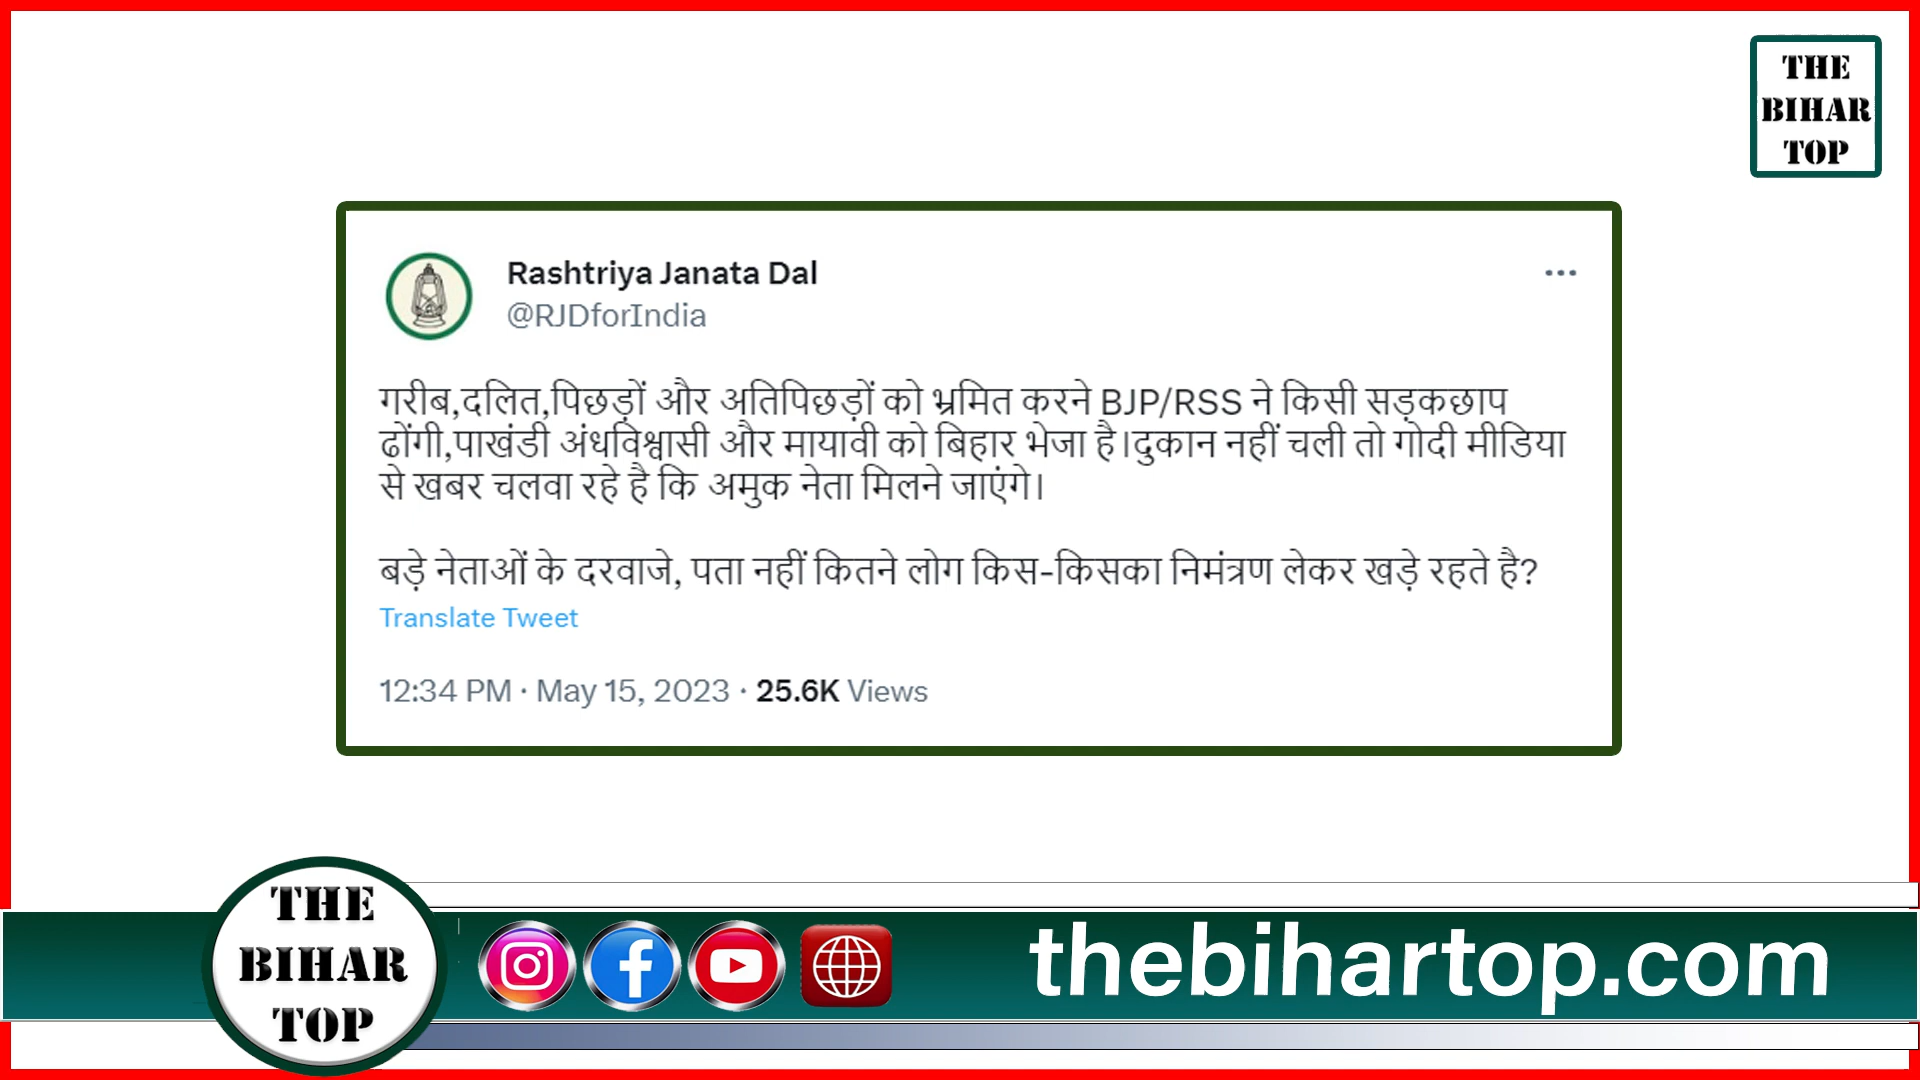 THE
BIHAR
TOP
Rashtriya Janata Dal
@RJDforIndia
गरीब,दलित,पिछड़ों और अतिपिछड़ों को भ्रमित करने BJP/RSS ने किसी सड़कछाप
ढोंगी,पाखंडी अंधविश्वासी और मायावी को बिहार भेजा है।दुकान नहीं चली तो गोदी मीडिया
से खबर चलवा रहे है कि अमुक नेता मिलने जाएंगे।
बड़े नेताओं के दरवाजे, पता नहीं कितने लोग किस-किसका निमंत्रण लेकर खड़े रहते है?
Translate Tweet
12:34 PM · May 15, 2023 · 25.6K Views
THE
BIHAR
TOP
thebihartop.com